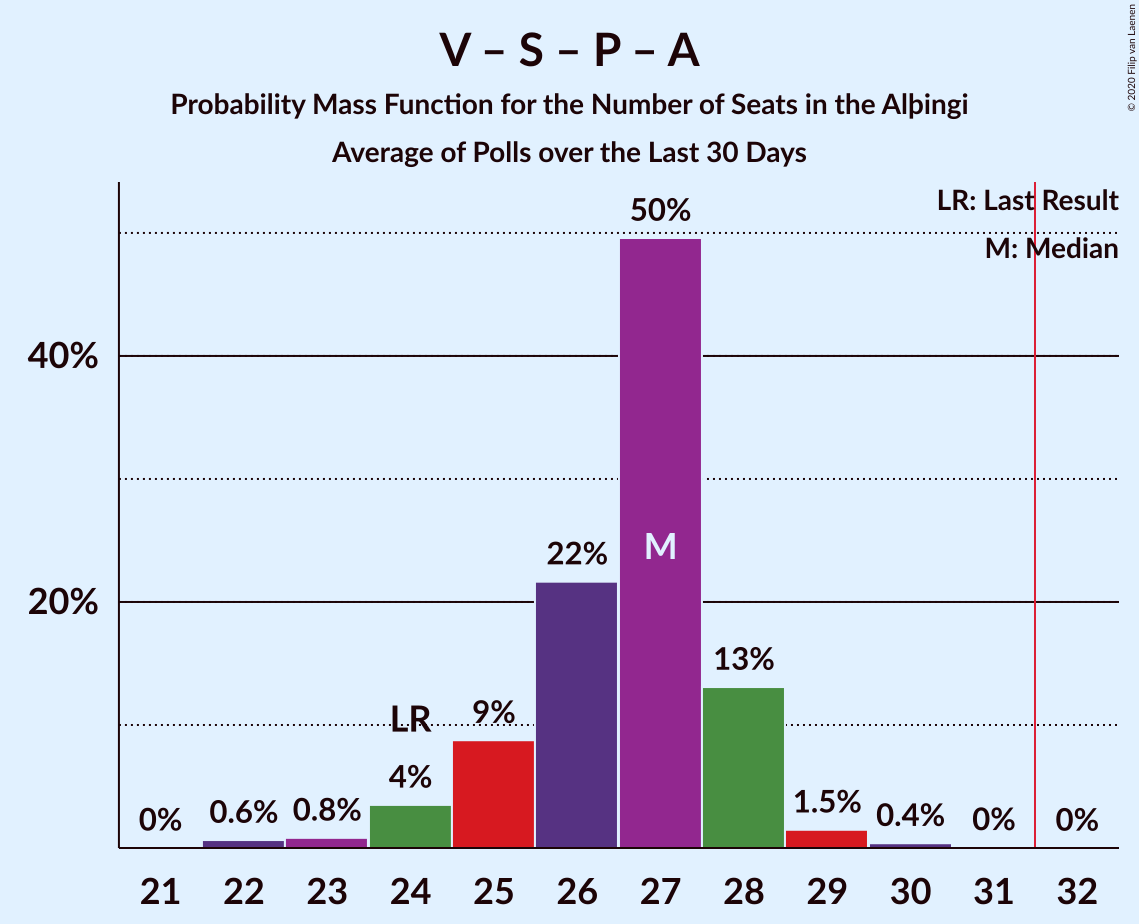 V – S – P – A
Probability Mass Function for the Number of Seats in the Alþingi
Average of Polls over the Last 30 Days
© 2020 Filip van Laenen
LR: Last Result
M: Median
50%
40%
M
22%
20%
13%
LR
9%
4%
0%
0.6%
0.8%
1.5%
0.4%
0%
0%
21 22 23 24 25 26 27 28 29 30 31 32